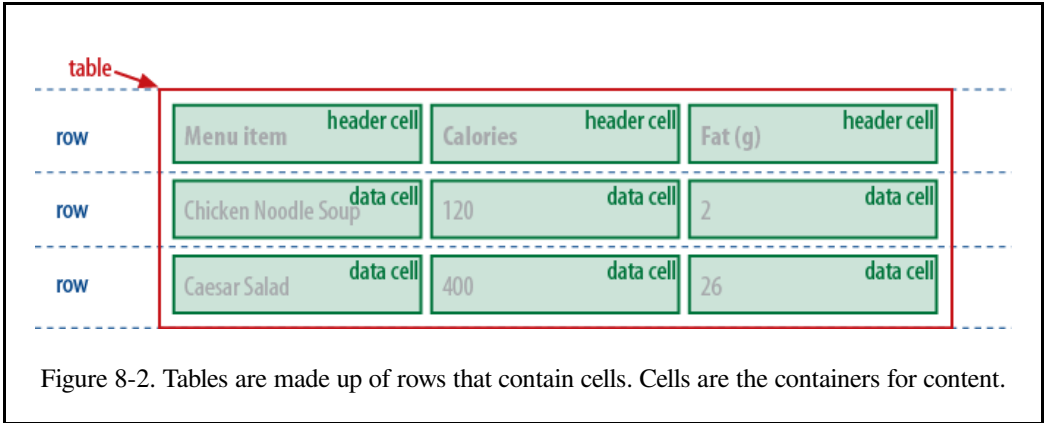 table
row
header cell
header cell
header cell
Menu item
Calories
Fat (g)
row
data cell
data cell
data cell
Chicken Noodle Soup
120
2
row
data cell
data cell
data cell
Caesar Salad
400
26
Figure 8-2. Tables are made up of rows that contain cells. Cells are the containers for content.